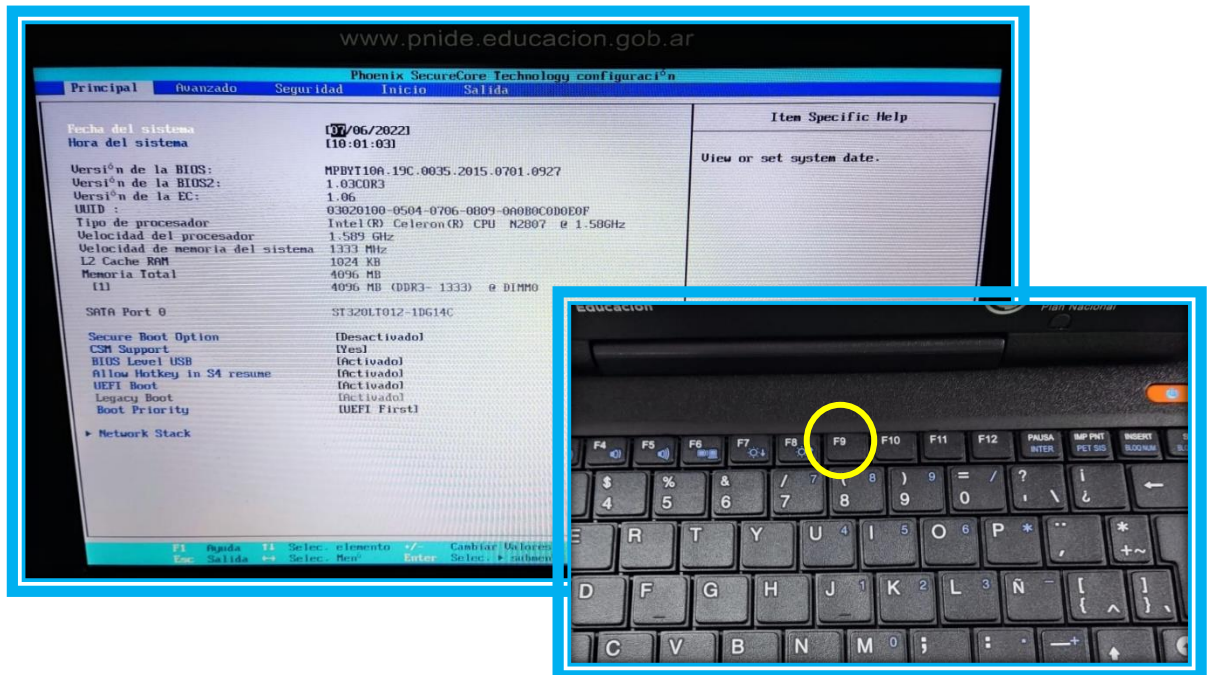 www.pnide.educacion.gob.ar
Phoenix SecureCore Technology configuración
Principal Avanzado Seguridad Inicio Salida
Item Specific Help
Fecha del sistema [07/06/2022]
Hora del sistema [10:01:03]
View or set system date.
Versión de la BIOS: MPBYT10A.19C.0035.2015.0701.0927
Versión de la BIOS2: 1.03COR3
Versión de la EC: 1.06
UUID : 03020100-0504-0706-0809-0A0B0C0D0E0F
Tipo de procesador Intel(R) Celeron(R) CPU N2807 @ 1.58GHz
Velocidad del procesador 1.589 GHz
Velocidad de memoria del sistema 1333 MHz
L2 Cache RAM 1024 KB
Memoria Total 4096 MB
[1] 4096 MB (DDR3- 1333) @ DIMM0
SATA Port 0 ST320LT012-1DG14C
Secure Boot Option [Desactivado]
CSM Support [Yes]
BIOS Level USB [Activado]
Allow Hotkey in S4 resume [Activado]
UEFI Boot [Activado]
Legacy Boot [Activado]
Boot Priority [UEFI First]
▸ Network Stack
F1 Ayuda ↑↓ Selec. elemento +/- Cambiar Valores
Esc Salida ↔ Selec. Menú Enter Selec. ▸
Educación Plan Nacional
F4 F5 F6 F7 F8 F9 F10 F11 F12 PAUSA IMP PNT INSERT
INTER PET SIS BLOQ NUM
$ % & / 7 ( 8 ) 9 = / ? ¡
4 5 6 7 8 9 0 ' \ ¿ ←
R T Y U 4 I 5 O 6 P * ¨ *
´ +~
D F G H J 1 K 2 L 3 Ñ - [ ]
{ ^ } `
C V B N M 0 ; : . — +